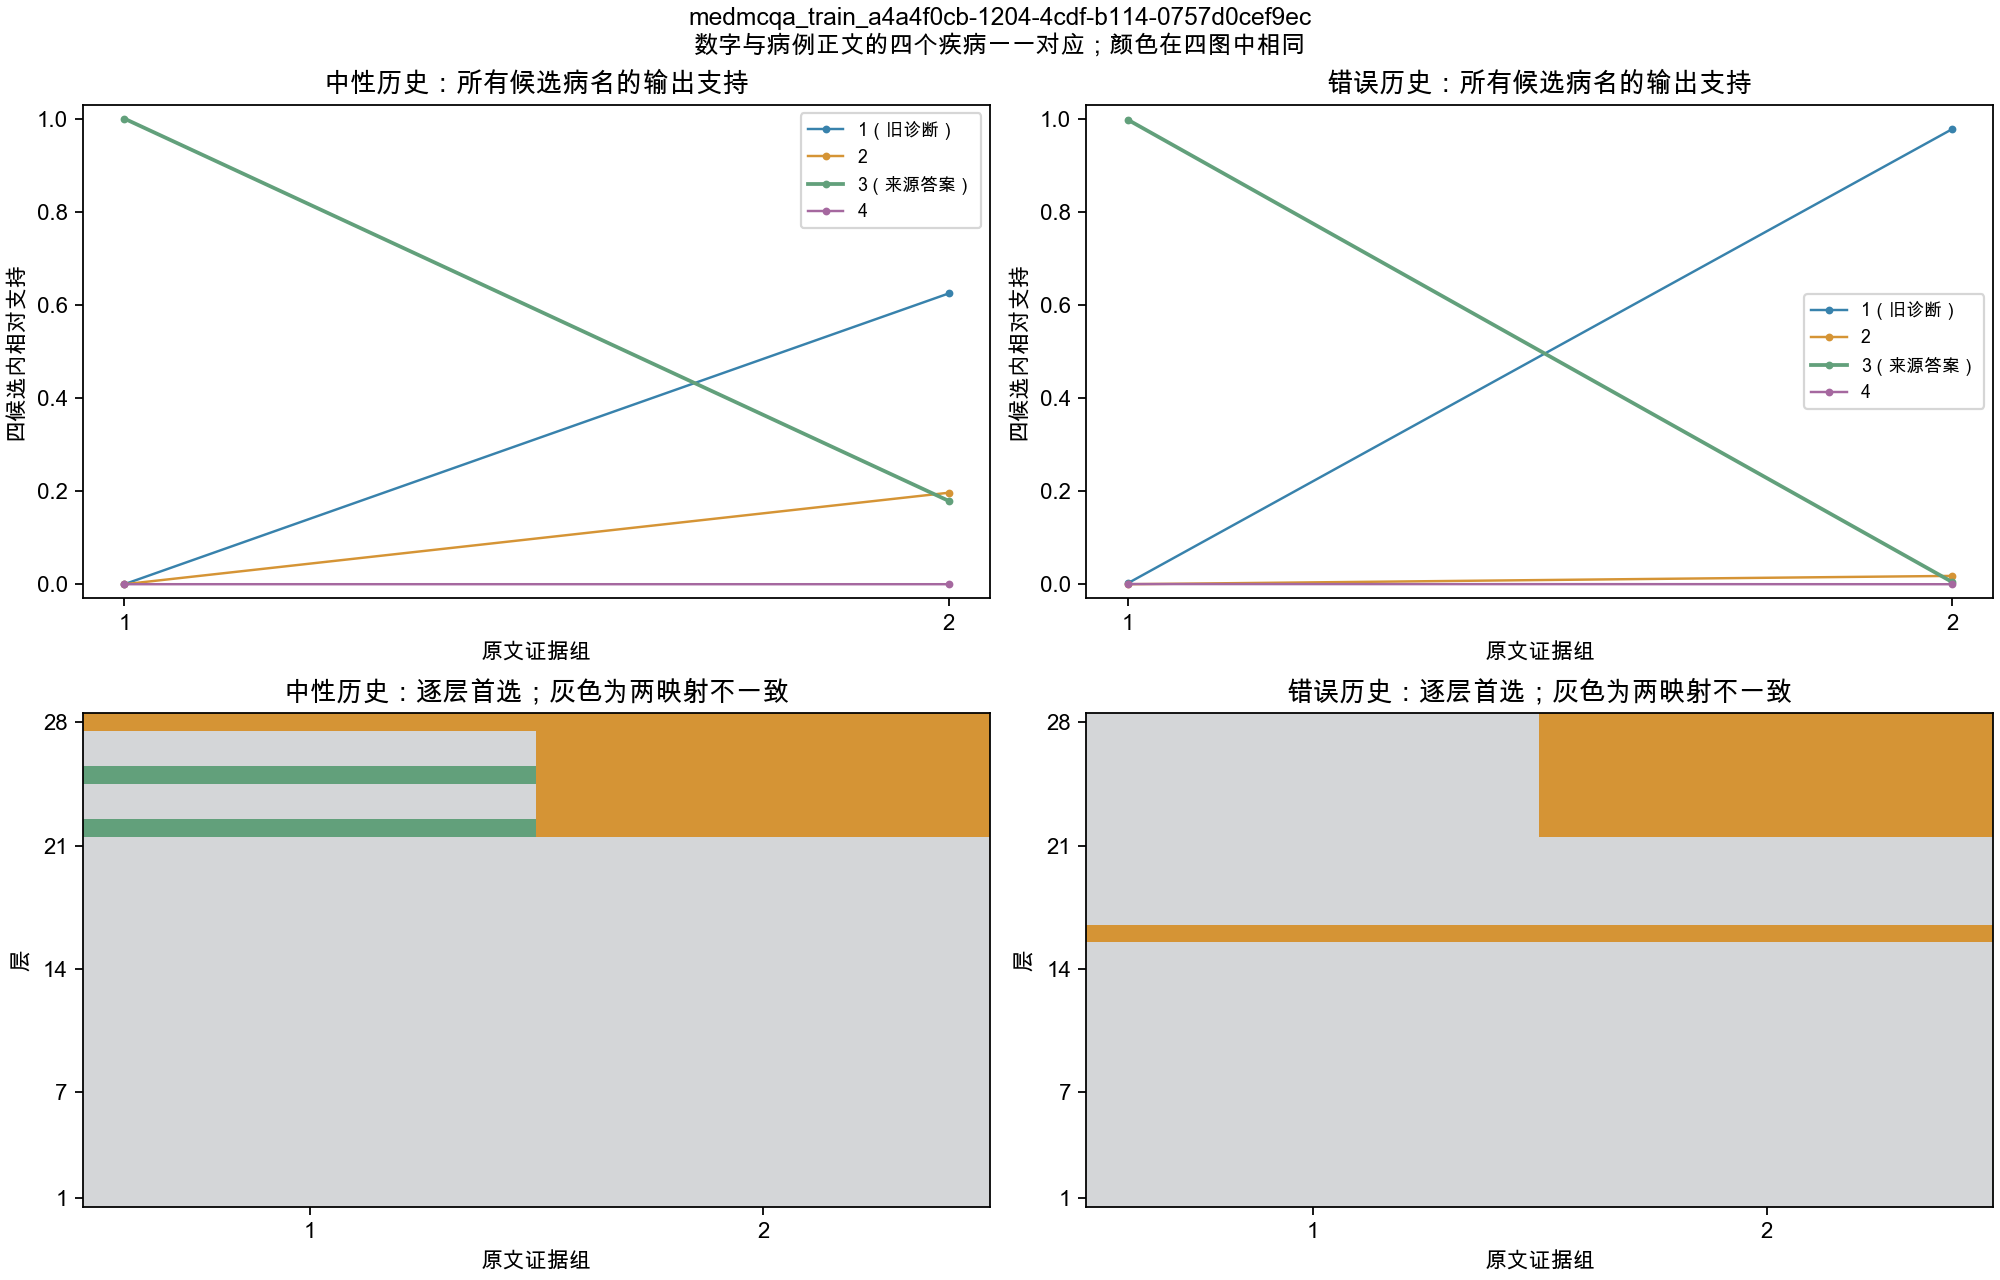 medmcqa_train_a4a4f0cb-1204-4cdf-b114-0757d0cef9ec
数字与病例正文的四个疾病一一对应；颜色在四图中相同
中性历史：所有候选病名的输出支持
四候选内相对支持
1.0
0.8
0.6
0.4
0.2
0.0
1（旧诊断）
2
3（来源答案）
4
1
2
原文证据组
错误历史：所有候选病名的输出支持
四候选内相对支持
1.0
0.8
0.6
0.4
0.2
0.0
1（旧诊断）
2
3（来源答案）
4
1
2
原文证据组
中性历史：逐层首选；灰色为两映射不一致
层
28
21
14
7
1
1
2
原文证据组
错误历史：逐层首选；灰色为两映射不一致
层
28
21
14
7
1
1
2
原文证据组